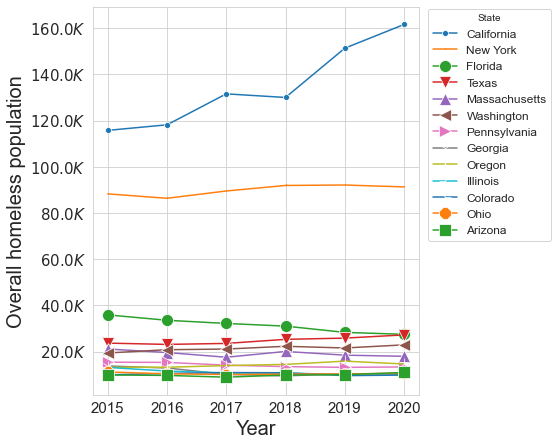 State
California
New York
Florida
Texas
Massachusetts
Washington
Pennsylvania
Georgia
Oregon
Illinois
Colorado
Ohio
Arizona
Overall homeless population
160.0K
140.0K
120.0K
100.0K
80.0K
60.0K
40.0K
20.0K
2015 2016 2017 2018 2019 2020
Year